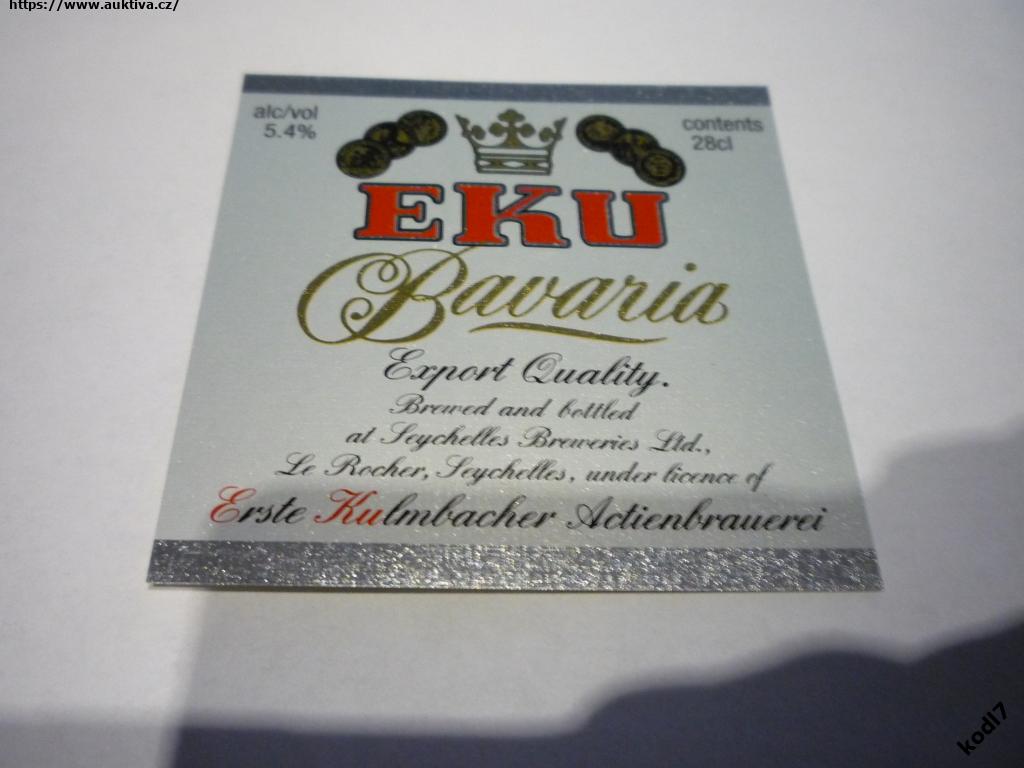 https://www.auktiva.cz/
alc/vol
5.4%
contents
28cl
EKU
Bavaria
Export Quality.
Brewed and bottled
at Seychelles Breweries Ltd.,
Le Rocher, Seychelles, under licence of
Erste Kulmbacher Actienbrauerei
kodl7